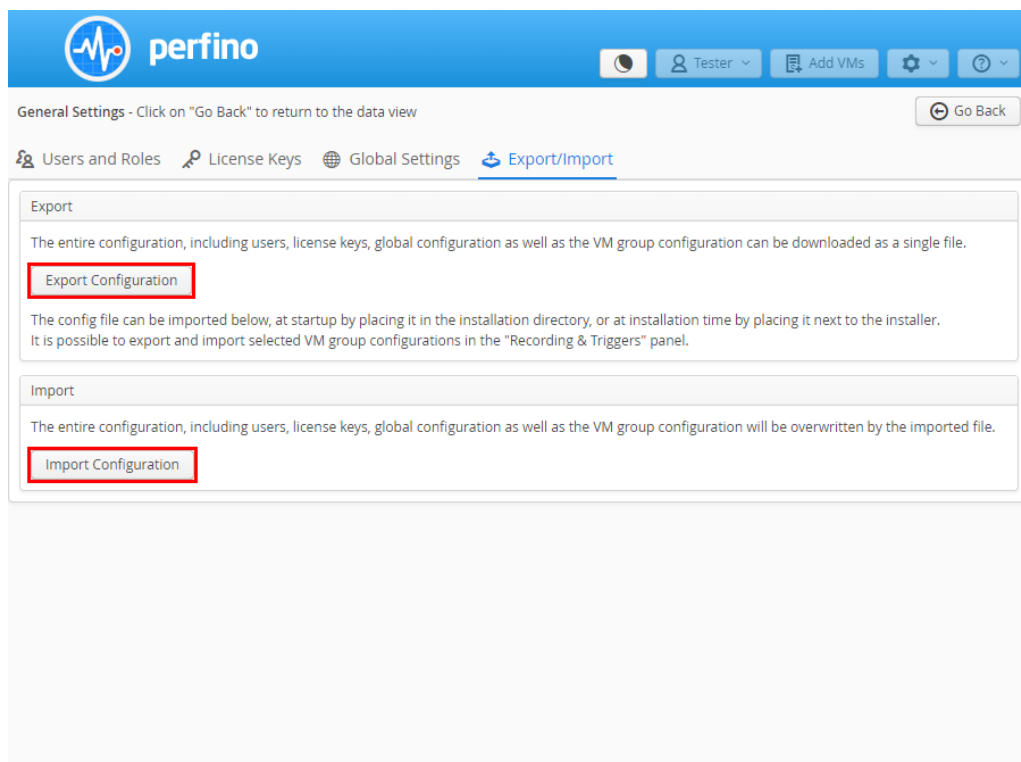 perfino
Tester
Add VMs
General Settings - Click on "Go Back" to return to the data view
Go Back
Users and Roles
License Keys
Global Settings
Export/Import
Export
The entire configuration, including users, license keys, global configuration as well as the VM group configuration can be downloaded as a single file.
Export Configuration
The config file can be imported below, at startup by placing it in the installation directory, or at installation time by placing it next to the installer.
It is possible to export and import selected VM group configurations in the "Recording & Triggers" panel.
Import
The entire configuration, including users, license keys, global configuration as well as the VM group configuration will be overwritten by the imported file.
Import Configuration